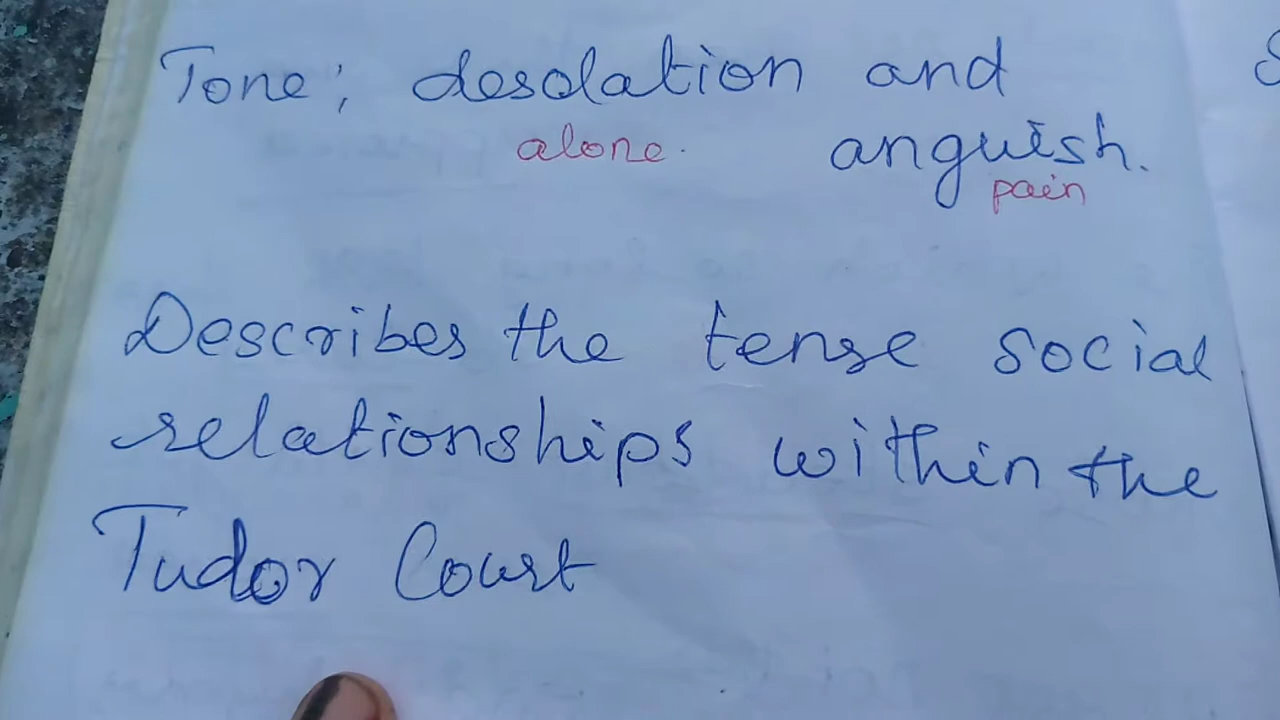 Tone; desolation and
alone.
anguish.
pain
Describes the tense social
relationships within the
Tudor Court